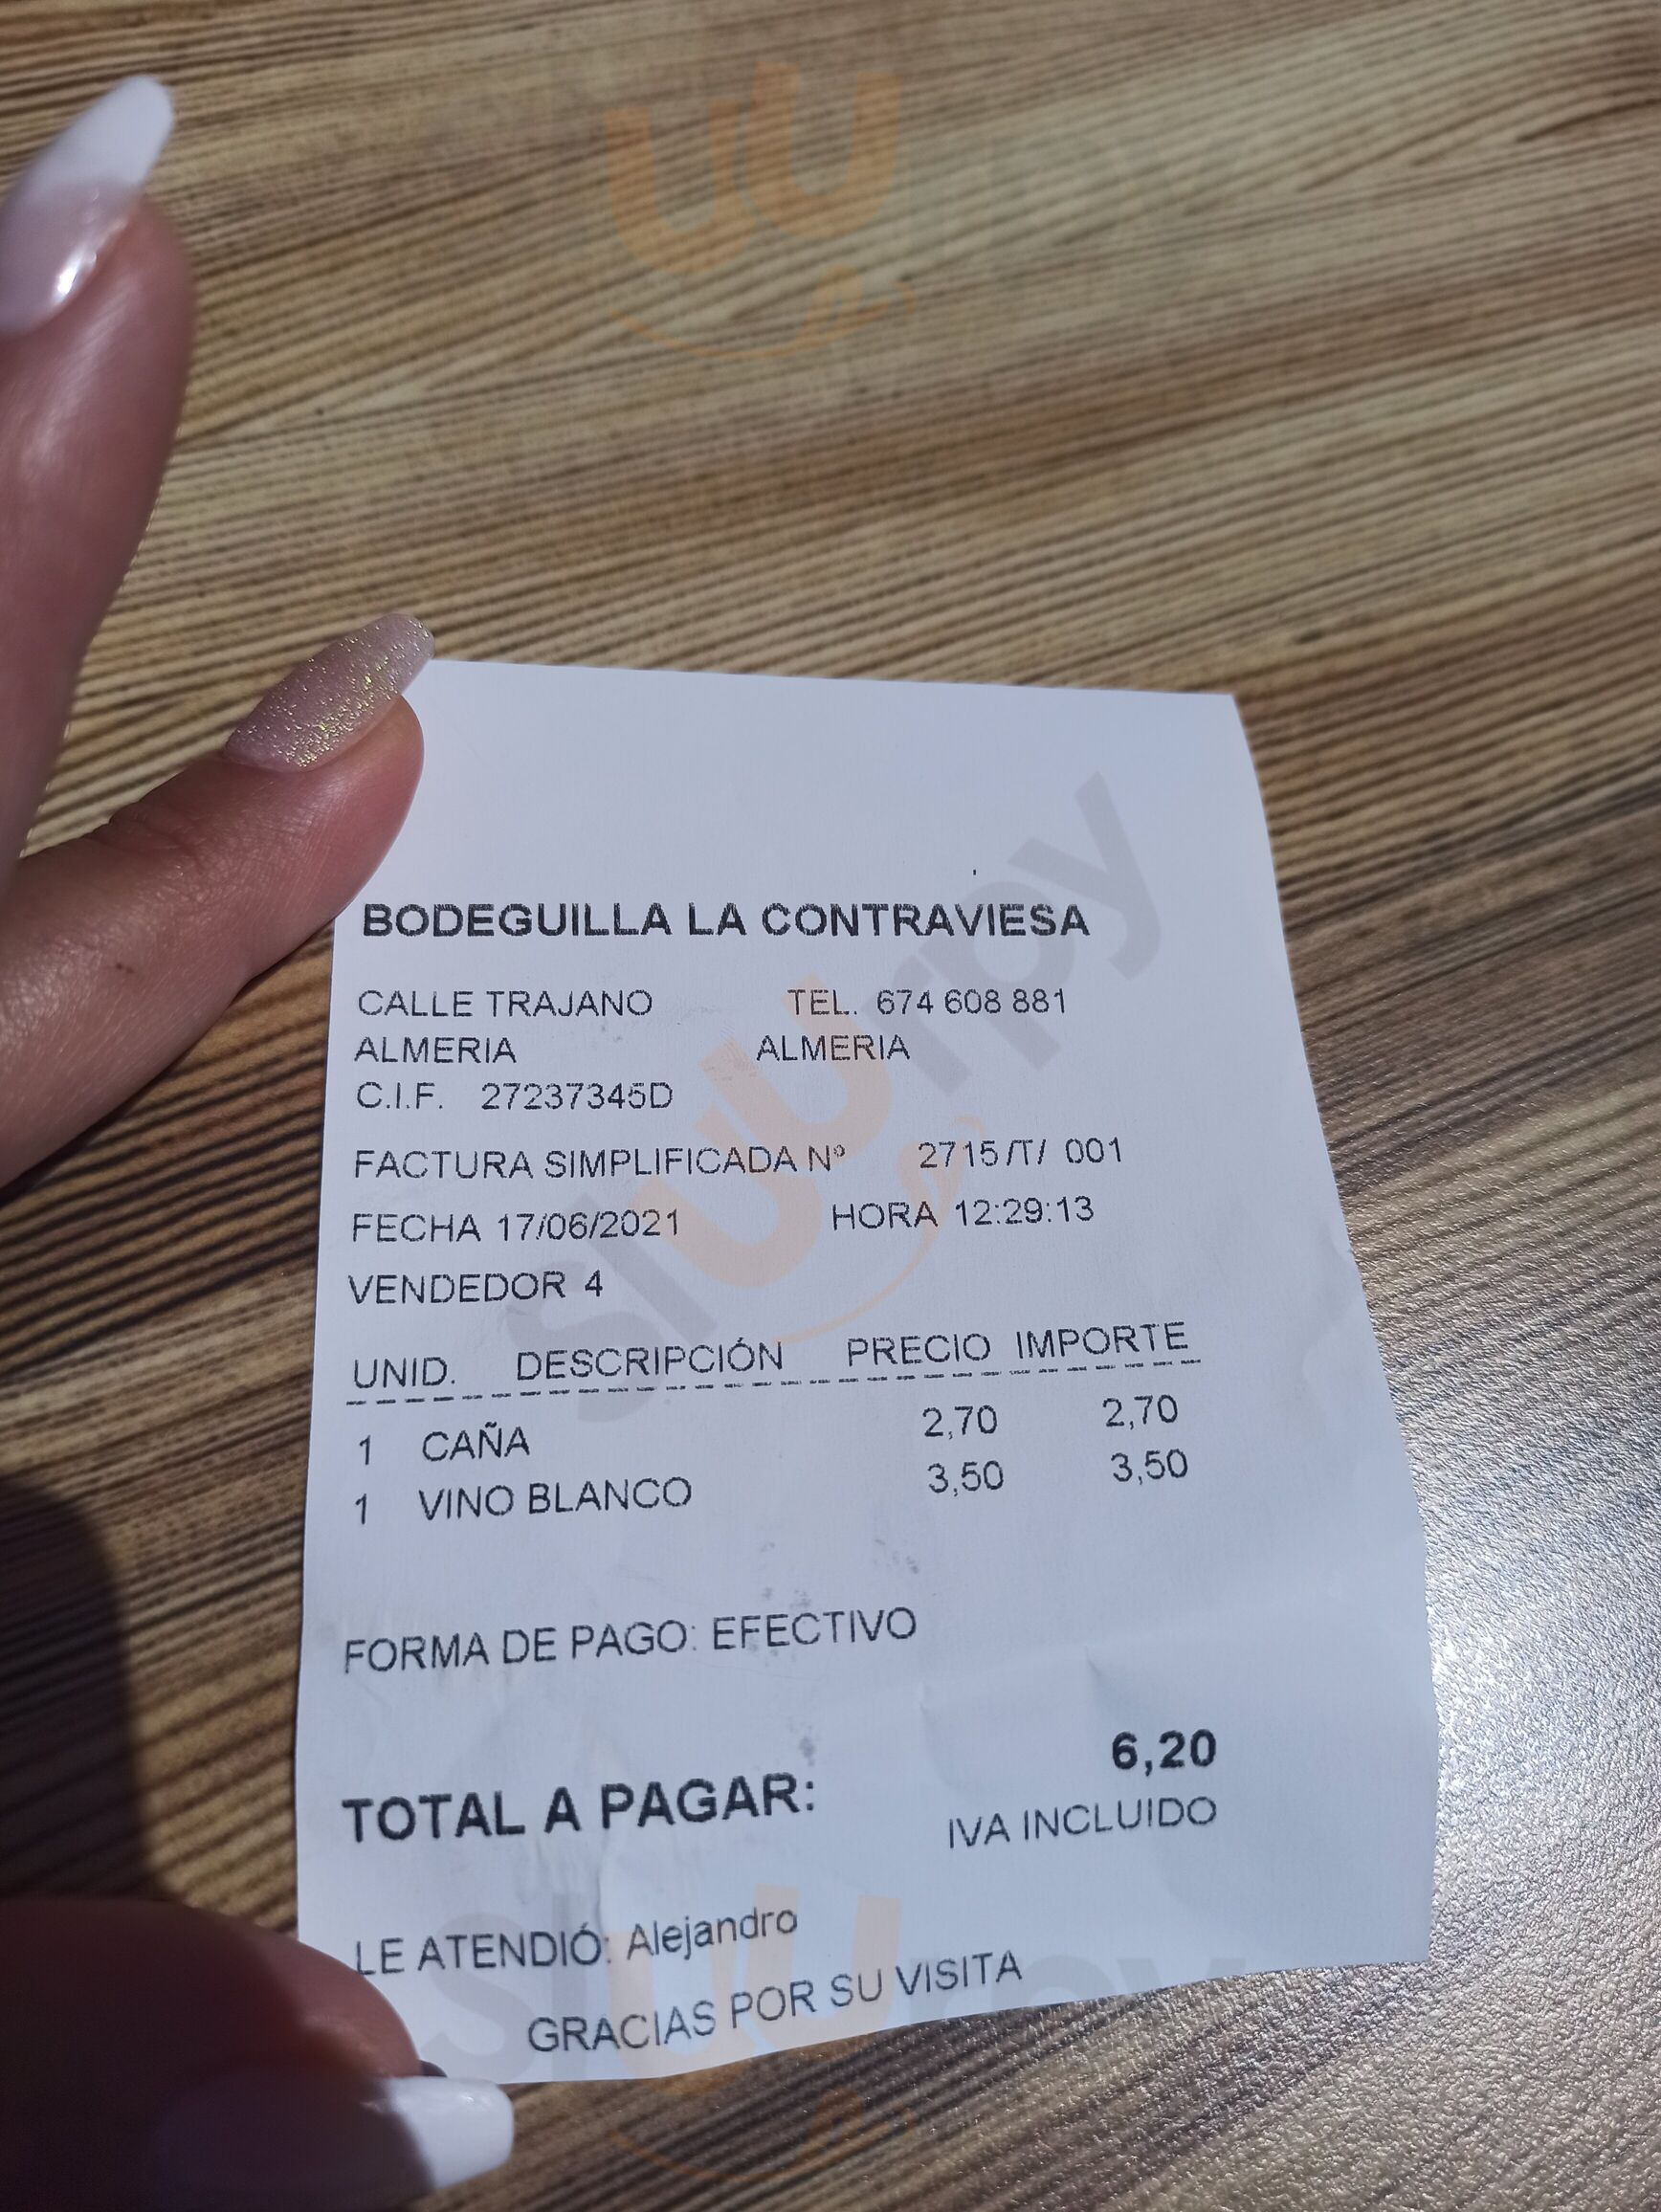 BODEGUILLA LA CONTRAVIESA
CALLE TRAJANO TEL. 674 608 881
ALMERIA ALMERIA
C.I.F. 27237345D
FACTURA SIMPLIFICADA Nº 2715 /T/ 001
FECHA 17/06/2021 HORA 12:29:13
VENDEDOR 4
UNID. DESCRIPCIÓN PRECIO IMPORTE
1 CAÑA 2,70 2,70
1 VINO BLANCO 3,50 3,50
FORMA DE PAGO: EFECTIVO
6,20
TOTAL A PAGAR:
IVA INCLUIDO
LE ATENDIÓ: Alejandro
GRACIAS POR SU VISITA
sluurpy
sluurpy